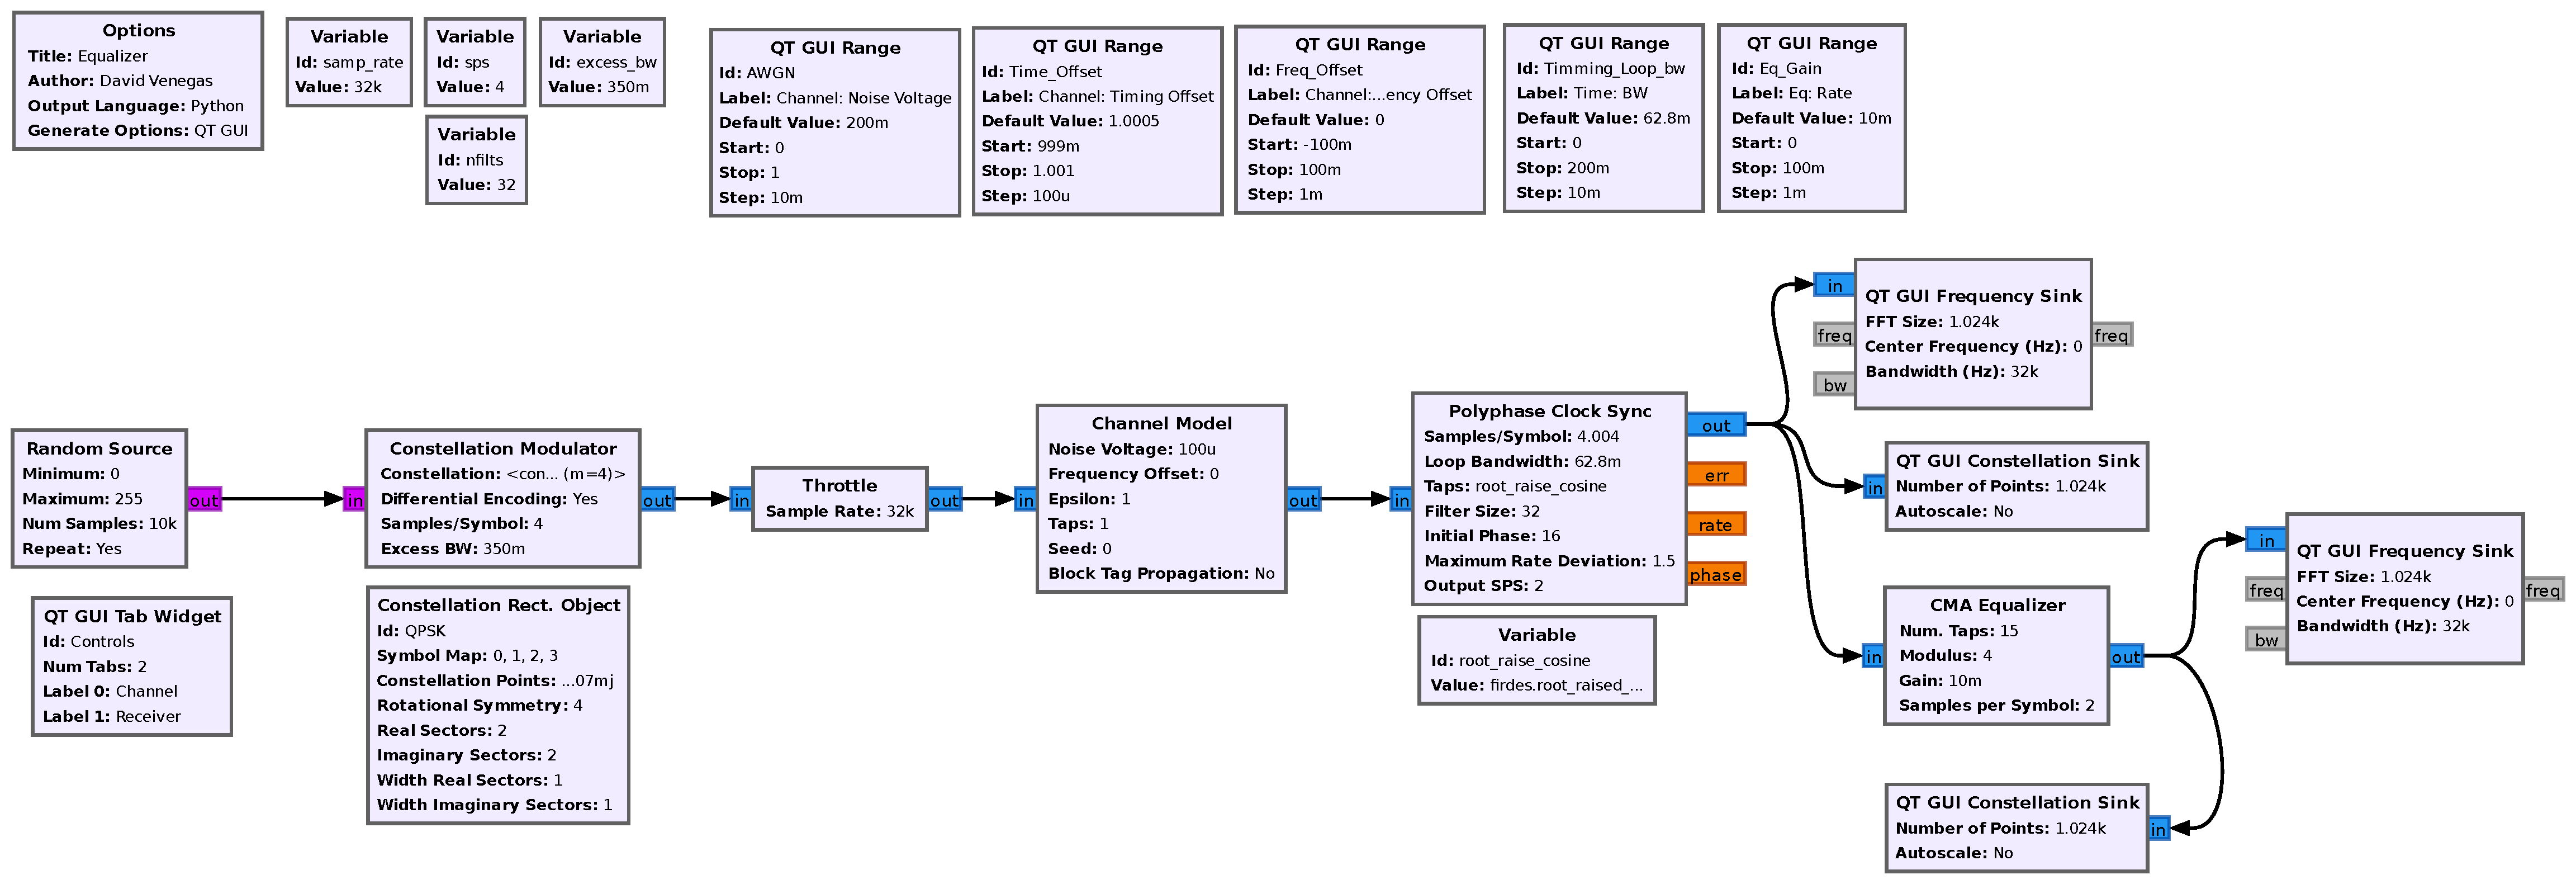 Options
Title: Equalizer
Author: David Venegas
Output Language: Python
Generate Options: QT GUI
Variable
Id: samp_rate
Value: 32k
Variable
Id: sps
Value: 4
Variable
Id: excess_bw
Value: 350m
Variable
Id: nfilts
Value: 32
QT GUI Range
Id: AWGN
Label: Channel: Noise Voltage
Default Value: 200m
Start: 0
Stop: 1
Step: 10m
QT GUI Range
Id: Time_Offset
Label: Channel: Timing Offset
Default Value: 1.0005
Start: 999m
Stop: 1.001
Step: 100u
QT GUI Range
Id: Freq_Offset
Label: Channel:...ency Offset
Default Value: 0
Start: -100m
Stop: 100m
Step: 1m
QT GUI Range
Id: Timming_Loop_bw
Label: Time: BW
Default Value: 62.8m
Start: 0
Stop: 200m
Step: 10m
QT GUI Range
Id: Eq_Gain
Label: Eq: Rate
Default Value: 10m
Start: 0
Stop: 100m
Step: 1m
Random Source
Minimum: 0
Maximum: 255
Num Samples: 10k
Repeat: Yes
out
QT GUI Tab Widget
Id: Controls
Num Tabs: 2
Label 0: Channel
Label 1: Receiver
in
Constellation Modulator
Constellation: <con... (m=4)>
Differential Encoding: Yes
Samples/Symbol: 4
Excess BW: 350m
out
Constellation Rect. Object
Id: QPSK
Symbol Map: 0, 1, 2, 3
Constellation Points: ...07mj
Rotational Symmetry: 4
Real Sectors: 2
Imaginary Sectors: 2
Width Real Sectors: 1
Width Imaginary Sectors: 1
in
Throttle
Sample Rate: 32k
out
in
Channel Model
Noise Voltage: 100u
Frequency Offset: 0
Epsilon: 1
Taps: 1
Seed: 0
Block Tag Propagation: No
out
in
Polyphase Clock Sync
Samples/Symbol: 4.004
Loop Bandwidth: 62.8m
Taps: root_raise_cosine
Filter Size: 32
Initial Phase: 16
Maximum Rate Deviation: 1.5
Output SPS: 2
out
err
rate
phase
Variable
Id: root_raise_cosine
Value: firdes.root_raised_...
in
freq
bw
QT GUI Frequency Sink
FFT Size: 1.024k
Center Frequency (Hz): 0
Bandwidth (Hz): 32k
freq
in
QT GUI Constellation Sink
Number of Points: 1.024k
Autoscale: No
in
CMA Equalizer
Num. Taps: 15
Modulus: 4
Gain: 10m
Samples per Symbol: 2
out
in
freq
bw
QT GUI Frequency Sink
FFT Size: 1.024k
Center Frequency (Hz): 0
Bandwidth (Hz): 32k
freq
QT GUI Constellation Sink
Number of Points: 1.024k
Autoscale: No
in